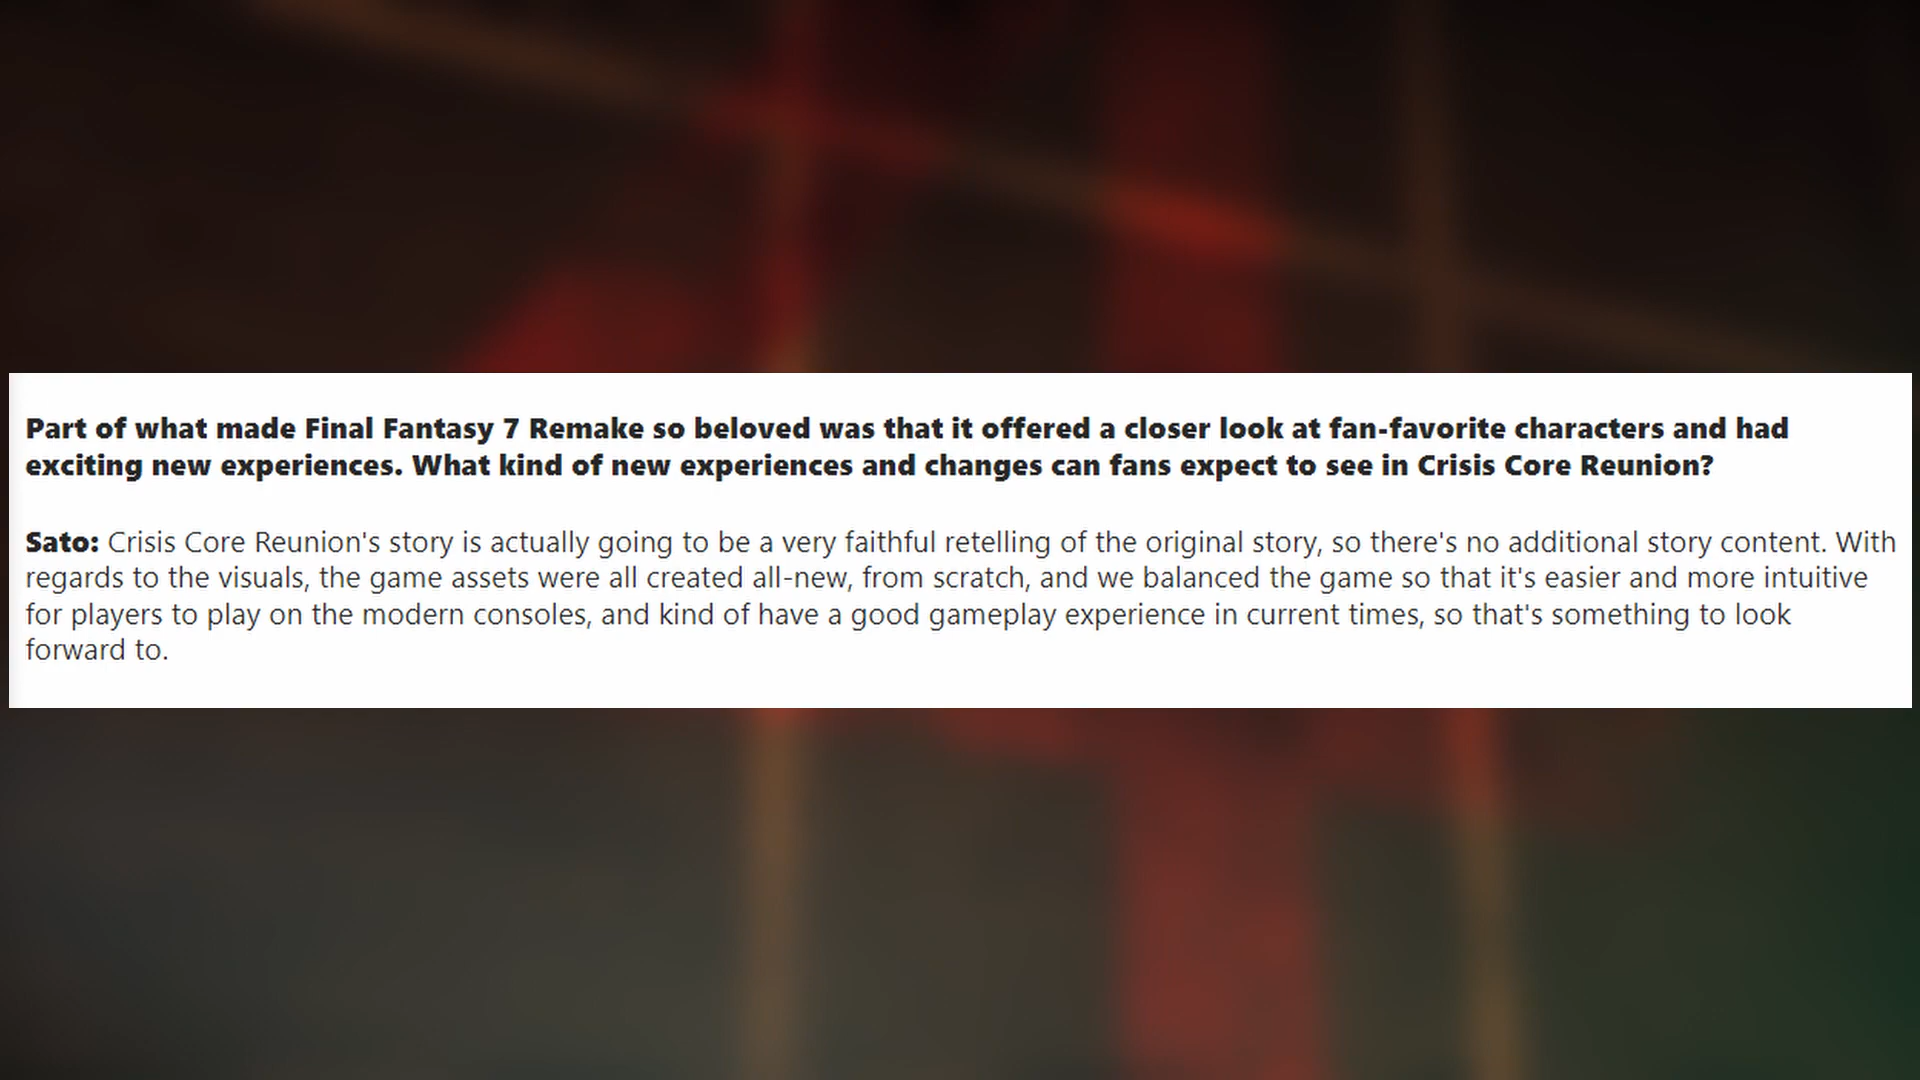 Part of what made Final Fantasy 7 Remake so beloved was that it offered a closer look at fan-favorite characters and had
exciting new experiences. What kind of new experiences and changes can fans expect to see in Crisis Core Reunion?
Sato: Crisis Core Reunion's story is actually going to be a very faithful retelling of the original story, so there's no additional story content. With
regards to the visuals, the game assets were all created all-new, from scratch, and we balanced the game so that it's easier and more intuitive
for players to play on the modern consoles, and kind of have a good gameplay experience in current times, so that's something to look
forward to.